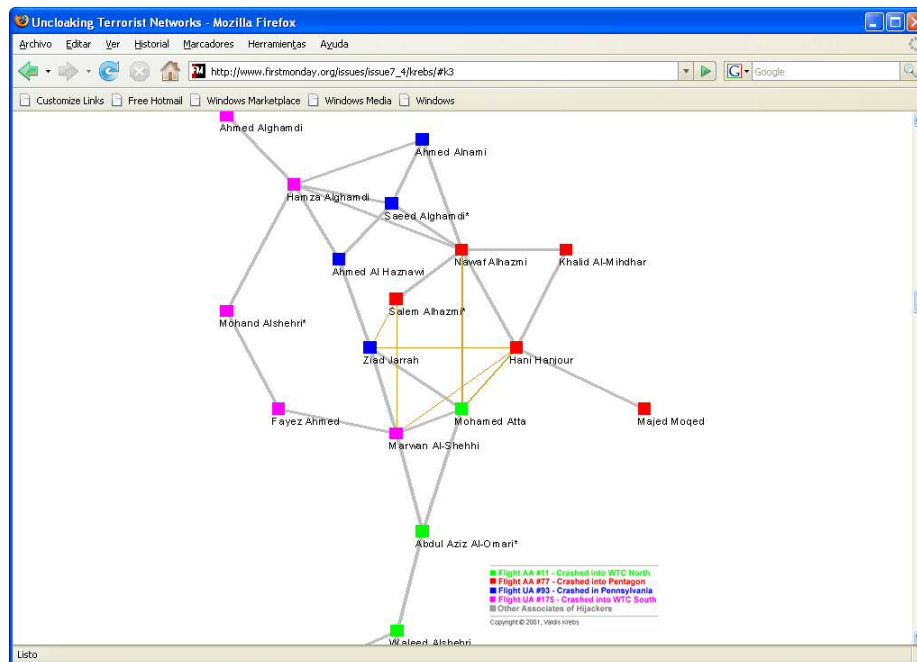 Uncloaking Terrorist Networks - Mozilla Firefox
Archivo Editar Ver Historial Marcadores Herramientas Ayuda
http://www.firstmonday.org/issues/issue7_4/krebs/#k3
Google
Customize Links Free Hotmail Windows Marketplace Windows Media Windows
Ahmed Alghamdi
Ahmed Alnami
Hamza Alghamdi
Saeed Alghamdi*
Nawaf Alhazmi
Khalid Al-Mihdhar
Ahmed Al Haznawi
Salem Alhazmi*
Mohand Alshehri*
Ziad Jarrah
Hani Hanjour
Fayez Ahmed
Mohamed Atta
Majed Moqed
Marwan Al-Shehhi
Abdul Aziz Al-Omari*
Flight AA #11 - Crashed into WTC North
Flight AA #77 - Crashed into Pentagon
Flight UA #93 - Crashed in Pennsylvania
Flight UA #175 - Crashed into WTC South
Other Associates of Hijackers
Copyright © 2001, Valdis Krebs
Waleed Alshehri
Listo